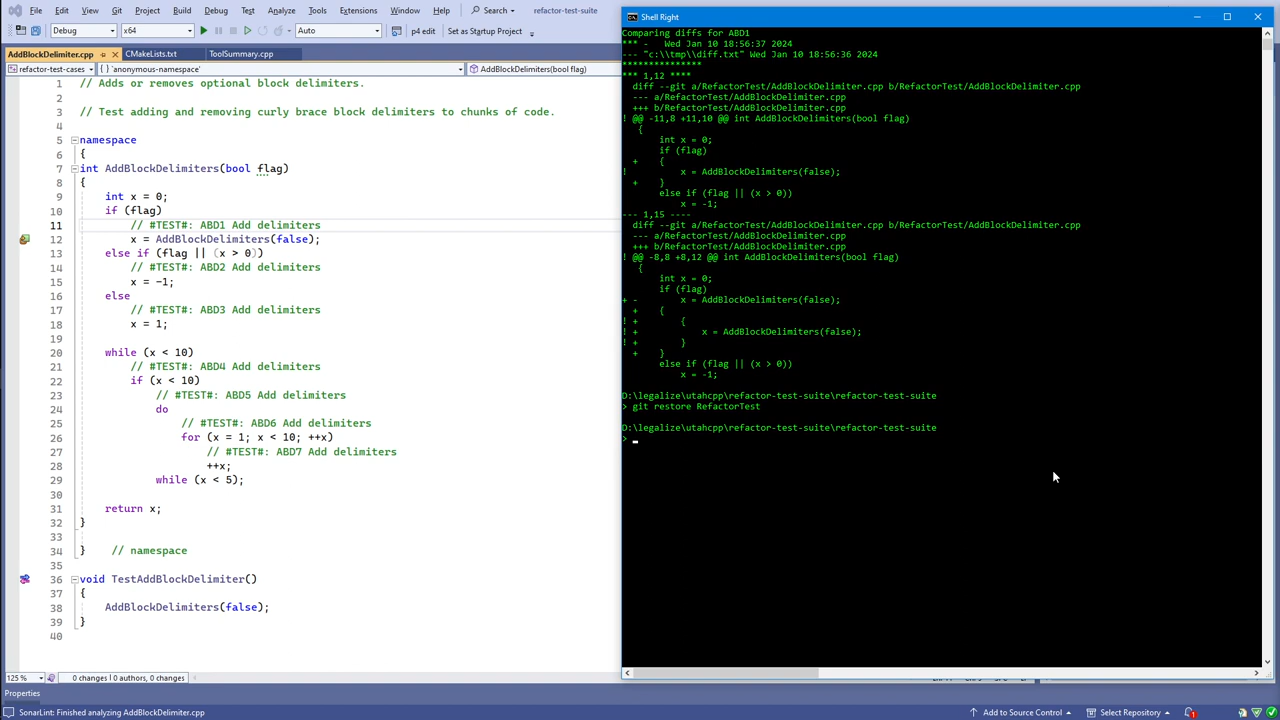 File Edit View Git Project Build Debug Test Analyze Tools Extensions Window Help Search refactor-test-suite
Debug x64 Auto p4 edit Set as Startup Project
AddBlockDelimiter.cpp CMakeLists.txt ToolSummary.cpp
refactor-test-cases {} `anonymous-namespace' AddBlockDelimiters(bool flag)
1 // Adds or removes optional block delimiters.
2
3 // Test adding and removing curly brace block delimiters to chunks of code.
4
5 namespace
6 {
7 int AddBlockDelimiters(bool flag)
8 {
9 int x = 0;
10 if (flag)
11 // #TEST#: ABD1 Add delimiters
12 x = AddBlockDelimiters(false);
13 else if (flag || (x > 0))
14 // #TEST#: ABD2 Add delimiters
15 x = -1;
16 else
17 // #TEST#: ABD3 Add delimiters
18 x = 1;
19
20 while (x < 10)
21 // #TEST#: ABD4 Add delimiters
22 if (x < 10)
23 // #TEST#: ABD5 Add delimiters
24 do
25 // #TEST#: ABD6 Add delimiters
26 for (x = 1; x < 10; ++x)
27 // #TEST#: ABD7 Add delimiters
28 ++x;
29 while (x < 5);
30
31 return x;
32 }
33
34 } // namespace
35
36 void TestAddBlockDelimiter()
37 {
38 AddBlockDelimiters(false);
39 }
40
125 % 0 changes | 0 authors, 0 changes
Properties
SonarLint: Finished analyzing AddBlockDelimiter.cpp
Add to Source Control Select Repository 1
Shell Right
Comparing diffs for ABD1
*** - Wed Jan 10 18:56:37 2024
--- "c:\\tmp\\diff.txt" Wed Jan 10 18:56:36 2024
***************
*** 1,12 ****
diff --git a/RefactorTest/AddBlockDelimiter.cpp b/RefactorTest/AddBlockDelimiter.cpp
--- a/RefactorTest/AddBlockDelimiter.cpp
+++ b/RefactorTest/AddBlockDelimiter.cpp
! @@ -11,8 +11,10 @@ int AddBlockDelimiters(bool flag)
{
int x = 0;
if (flag)
+ {
! x = AddBlockDelimiters(false);
+ }
else if (flag || (x > 0))
x = -1;
--- 1,15 ----
diff --git a/RefactorTest/AddBlockDelimiter.cpp b/RefactorTest/AddBlockDelimiter.cpp
--- a/RefactorTest/AddBlockDelimiter.cpp
+++ b/RefactorTest/AddBlockDelimiter.cpp
! @@ -8,8 +8,12 @@ int AddBlockDelimiters(bool flag)
{
int x = 0;
if (flag)
+ - x = AddBlockDelimiters(false);
+ {
! + {
! + x = AddBlockDelimiters(false);
! + }
+ }
else if (flag || (x > 0))
x = -1;
D:\legalize\utahcpp\refactor-test-suite\refactor-test-suite
> git restore RefactorTest
D:\legalize\utahcpp\refactor-test-suite\refactor-test-suite
>